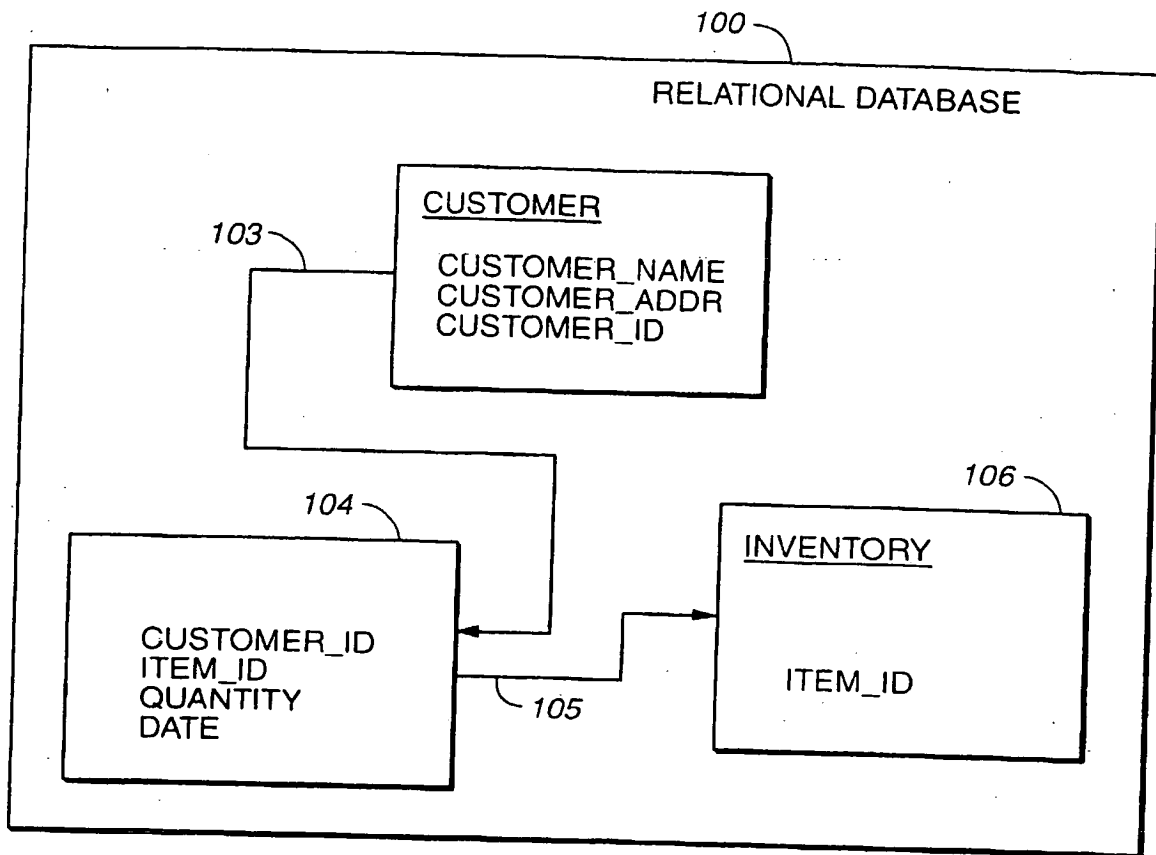 100
RELATIONAL DATABASE
CUSTOMER
CUSTOMER_NAME
CUSTOMER_ADDR
CUSTOMER_ID
103
104
CUSTOMER_ID
ITEM_ID
QUANTITY
DATE
105
106
INVENTORY
ITEM_ID